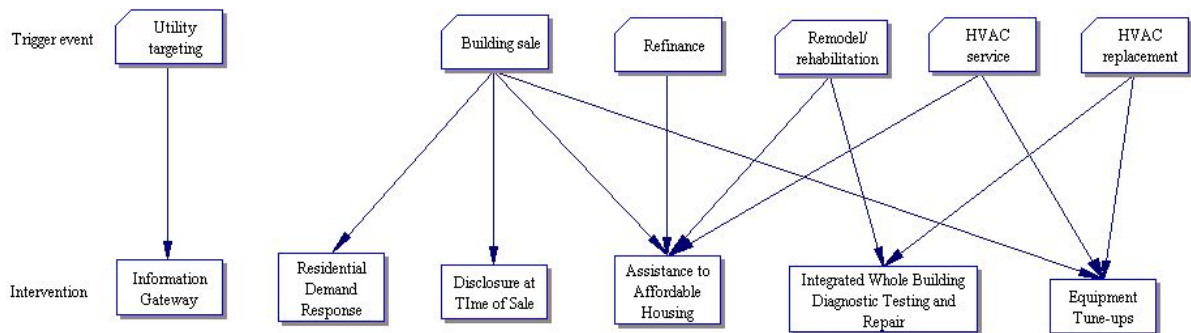 Trigger event
Utility
targeting
Building sale
Refinance
Remodel/
rehabilitation
HVAC
service
HVAC
replacement
Intervention
Information
Gateway
Residential
Demand
Response
Disclosure at
TIme of Sale
Assistance to
Affordable
Housing
Integrated Whole Building
Diagnostic Testing and
Repair
Equipment
Tune-ups